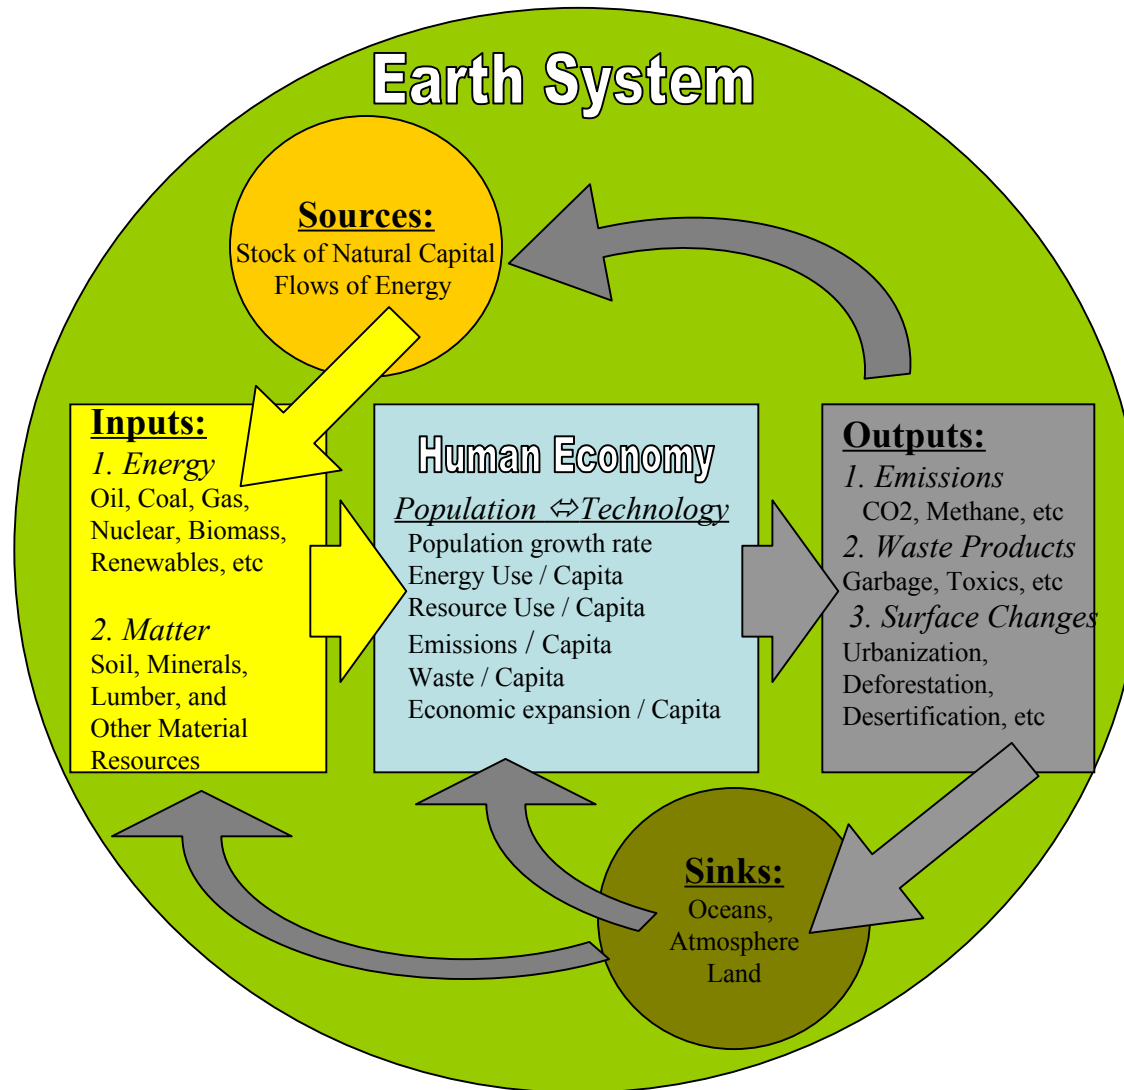 Earth System
Sources:
Stock of Natural Capital
Flows of Energy
Inputs:
1. Energy
Oil, Coal, Gas,
Nuclear, Biomass,
Renewables, etc
2. Matter
Soil, Minerals,
Lumber, and
Other Material
Resources
Human Economy
Population ⇔Technology
Population growth rate
Energy Use / Capita
Resource Use / Capita
Emissions / Capita
Waste / Capita
Economic expansion / Capita
Outputs:
1. Emissions
CO2, Methane, etc
2. Waste Products
Garbage, Toxics, etc
3. Surface Changes
Urbanization,
Deforestation,
Desertification, etc
Sinks:
Oceans,
Atmosphere
Land